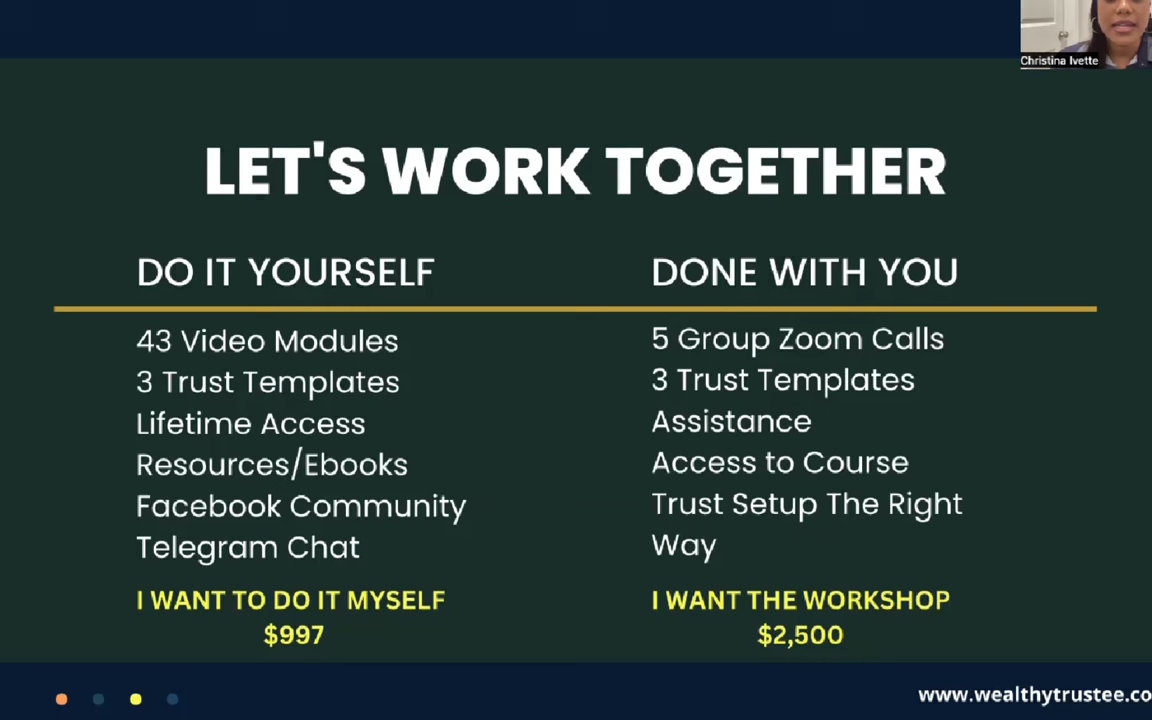 Christina Ivette
LET'S WORK TOGETHER
DO IT YOURSELF
43 Video Modules
3 Trust Templates
Lifetime Access
Resources/Ebooks
Facebook Community
Telegram Chat
I WANT TO DO IT MYSELF
$997
DONE WITH YOU
5 Group Zoom Calls
3 Trust Templates
Assistance
Access to Course
Trust Setup The Right
Way
I WANT THE WORKSHOP
$2,500
www.wealthytrustee.co